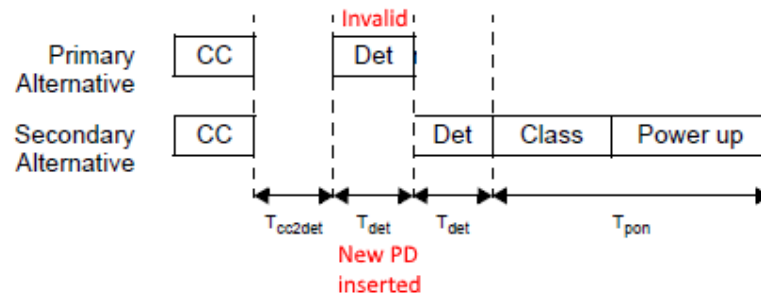 Invalid
Primary
Alternative
CC
Det
Secondary
Alternative
CC
Det
Class
Power up
Tcc2det
Tdet
Tdet
Tpon
New PD
inserted